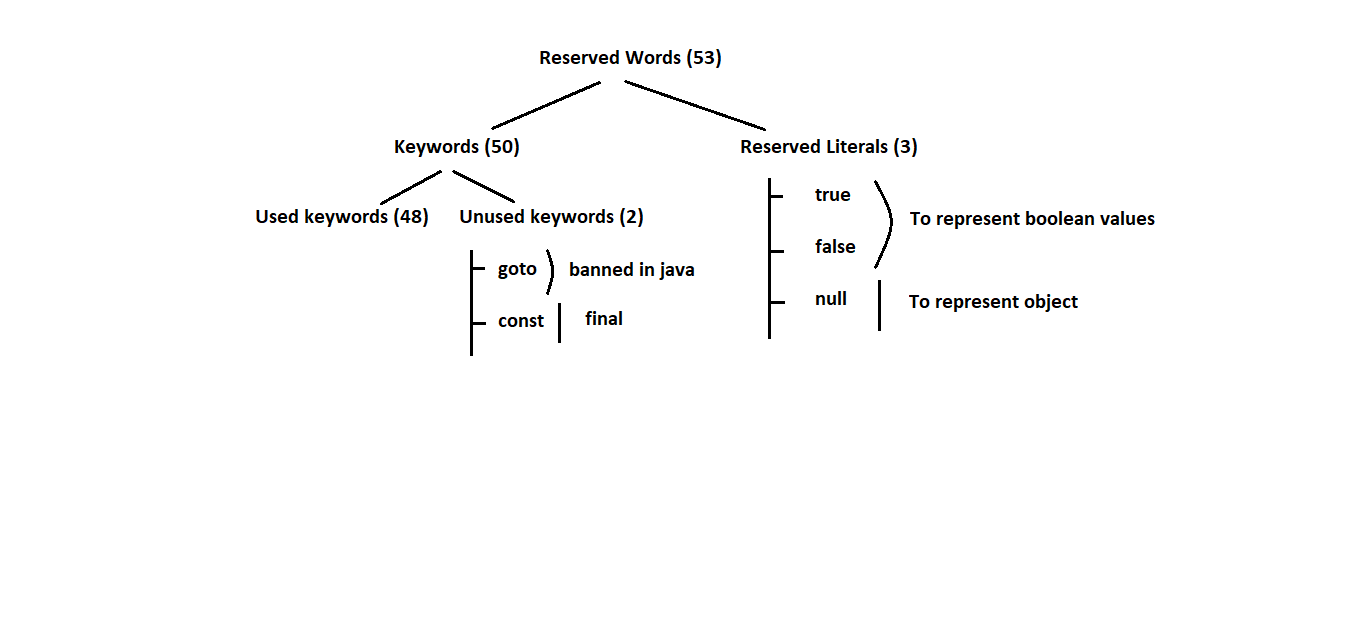 Reserved Words (53)
Keywords (50)
Reserved Literals (3)
Used keywords (48)
Unused keywords (2)
goto
banned in java
const
final
true
false
To represent boolean values
null
To represent object